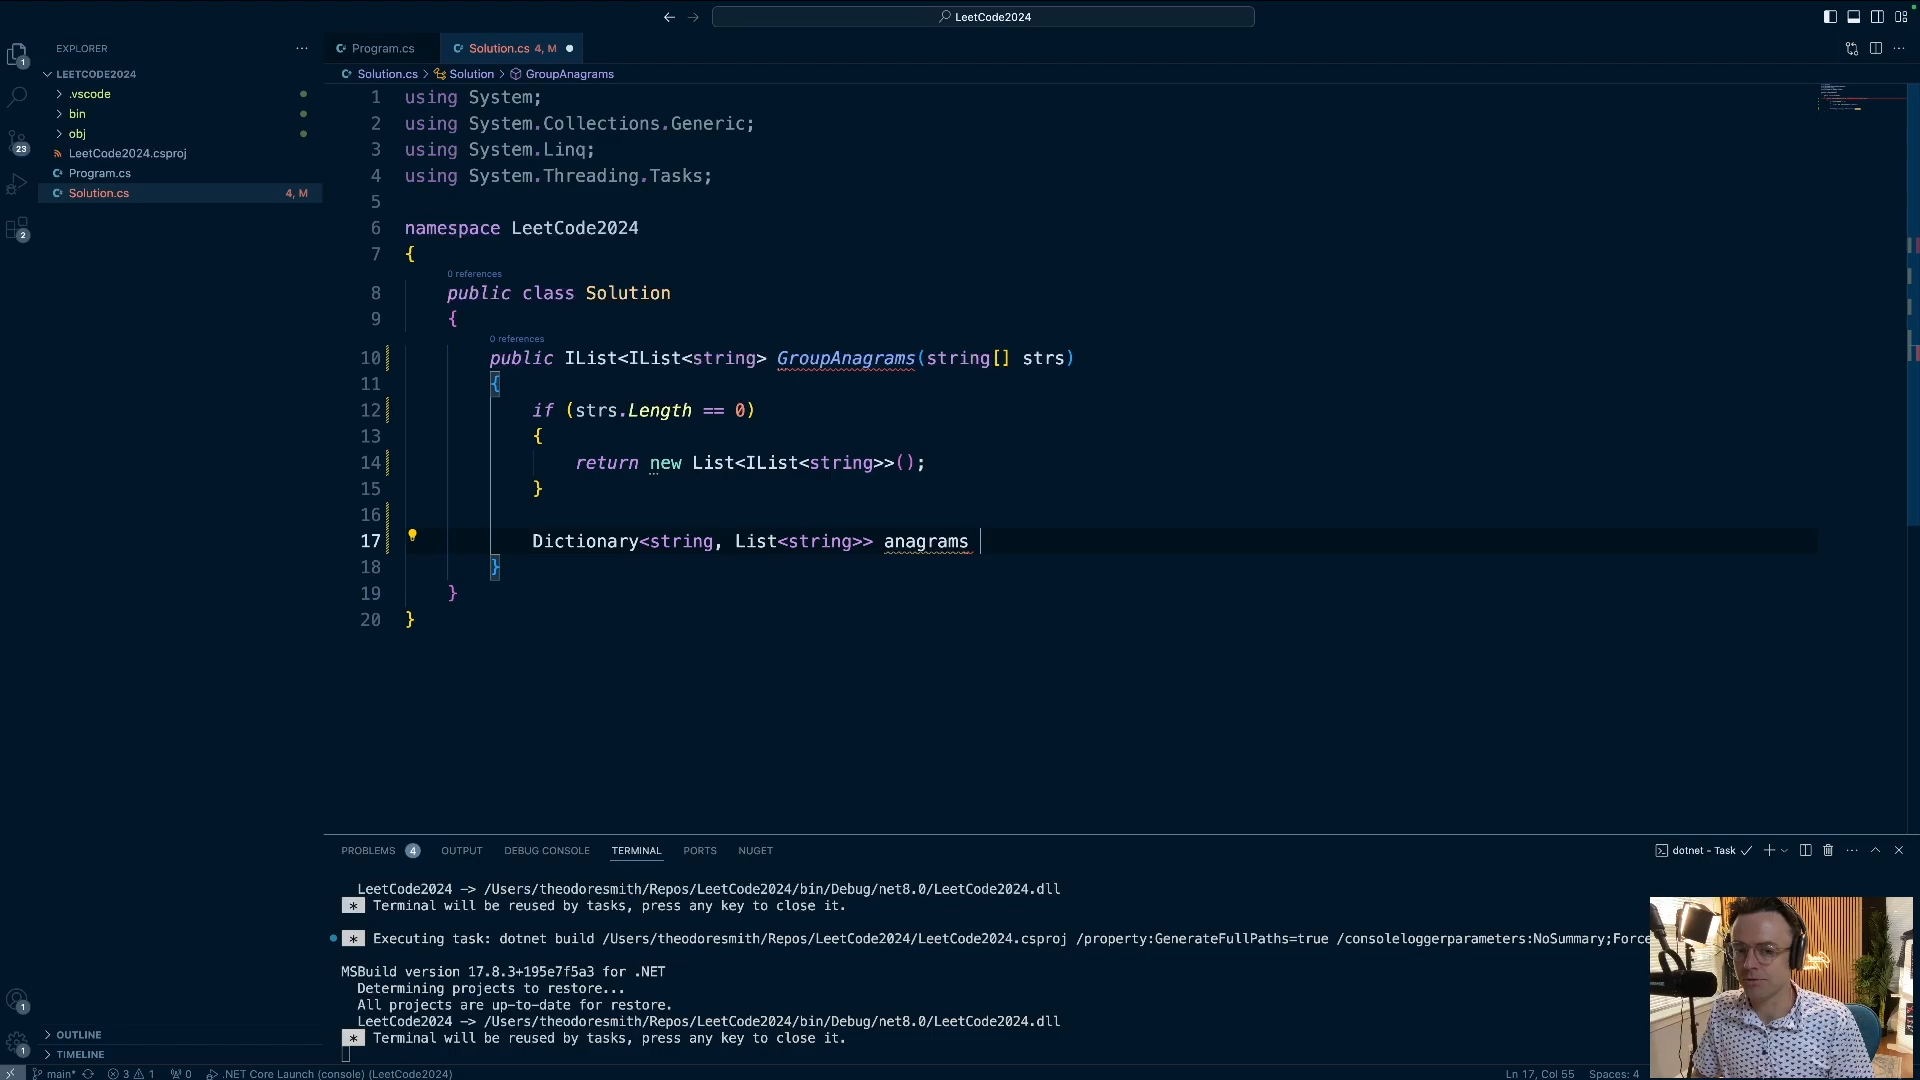 LeetCode2024
EXPLORER
LEETCODE2024
.vscode
bin
obj
LeetCode2024.csproj
Program.cs
Solution.cs 4, M
OUTLINE
TIMELINE
1
23
2
1
1
Program.cs
Solution.cs 4, M
Solution.cs > Solution > GroupAnagrams
1 using System;
2 using System.Collections.Generic;
3 using System.Linq;
4 using System.Threading.Tasks;
5
6 namespace LeetCode2024
7 {
0 references
8 public class Solution
9 {
0 references
10 public IList<IList<string> GroupAnagrams(string[] strs)
11 {
12 if (strs.Length == 0)
13 {
14 return new List<IList<string>>();
15 }
16
17 Dictionary<string, List<string>> anagrams
18 }
19 }
20 }
PROBLEMS 4 OUTPUT DEBUG CONSOLE TERMINAL PORTS NUGET
dotnet - Task
LeetCode2024 -> /Users/theodoresmith/Repos/LeetCode2024/bin/Debug/net8.0/LeetCode2024.dll
* Terminal will be reused by tasks, press any key to close it.
* Executing task: dotnet build /Users/theodoresmith/Repos/LeetCode2024/LeetCode2024.csproj /property:GenerateFullPaths=true /consoleloggerparameters:NoSummary;Force
MSBuild version 17.8.3+195e7f5a3 for .NET
Determining projects to restore...
All projects are up-to-date for restore.
LeetCode2024 -> /Users/theodoresmith/Repos/LeetCode2024/bin/Debug/net8.0/LeetCode2024.dll
* Terminal will be reused by tasks, press any key to close it.
main* 3 1 0 .NET Core Launch (console) (LeetCode2024) Ln 17, Col 55 Spaces: 4